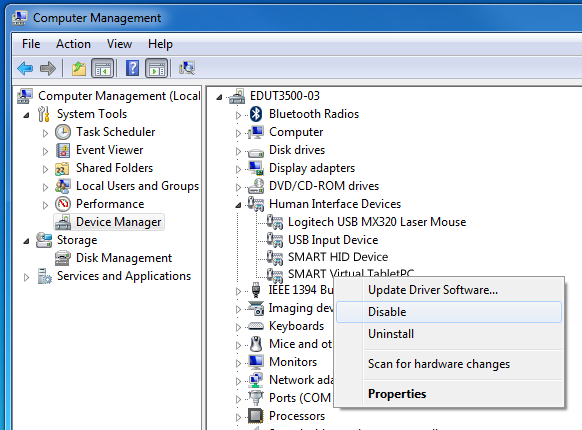 Computer Management
File Action View Help
Computer Management (Local
System Tools
Task Scheduler
Event Viewer
Shared Folders
Local Users and Groups
Performance
Device Manager
Storage
Disk Management
Services and Applications
EDUT3500-03
Bluetooth Radios
Computer
Disk drives
Display adapters
DVD/CD-ROM drives
Human Interface Devices
Logitech USB MX320 Laser Mouse
USB Input Device
SMART HID Device
SMART Virtual TabletPC
IEEE 1394 Bu
Imaging dev
Keyboards
Mice and ot
Monitors
Network ada
Ports (COM
Processors
Update Driver Software...
Disable
Uninstall
Scan for hardware changes
Properties